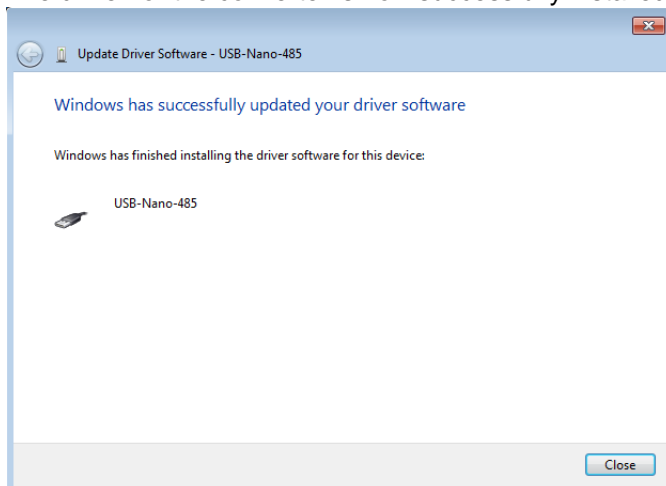 Update Driver Software - USB-Nano-485
Windows has successfully updated your driver software
Windows has finished installing the driver software for this device:
USB-Nano-485
Close